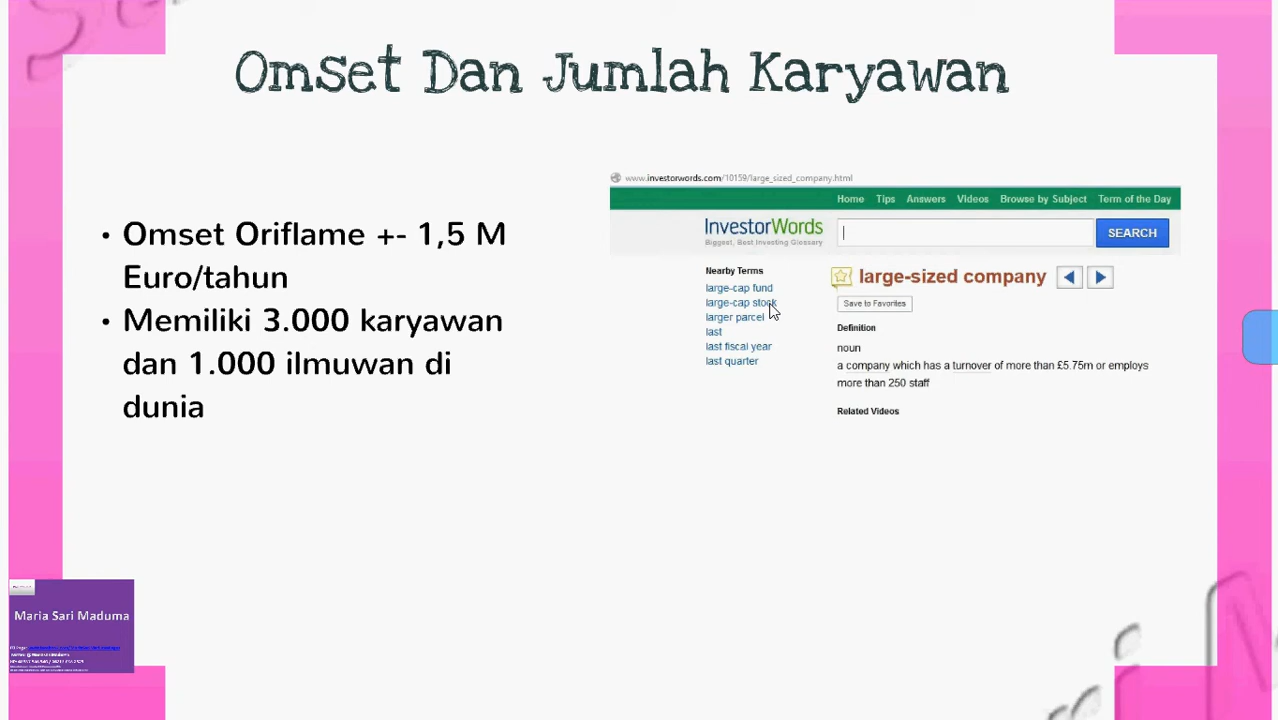 Omset Dan Jumlah Karyawan
• Omset Oriflame +- 1,5 M
Euro/tahun
• Memiliki 3.000 karyawan
dan 1.000 ilmuwan di
dunia
www.investorwords.com/10159/large_sized_company.html
Home Tips Answers Videos Browse by Subject Term of the Day
InvestorWords
Biggest, Best Investing Glossary
SEARCH
Nearby Terms
large-cap fund
large-cap stock
larger parcel
last
last fiscal year
last quarter
large-sized company
Save to Favorites
Definition
noun
a company which has a turnover of more than £5.75m or employs
more than 250 staff
Related Videos
Maria Sari Maduma